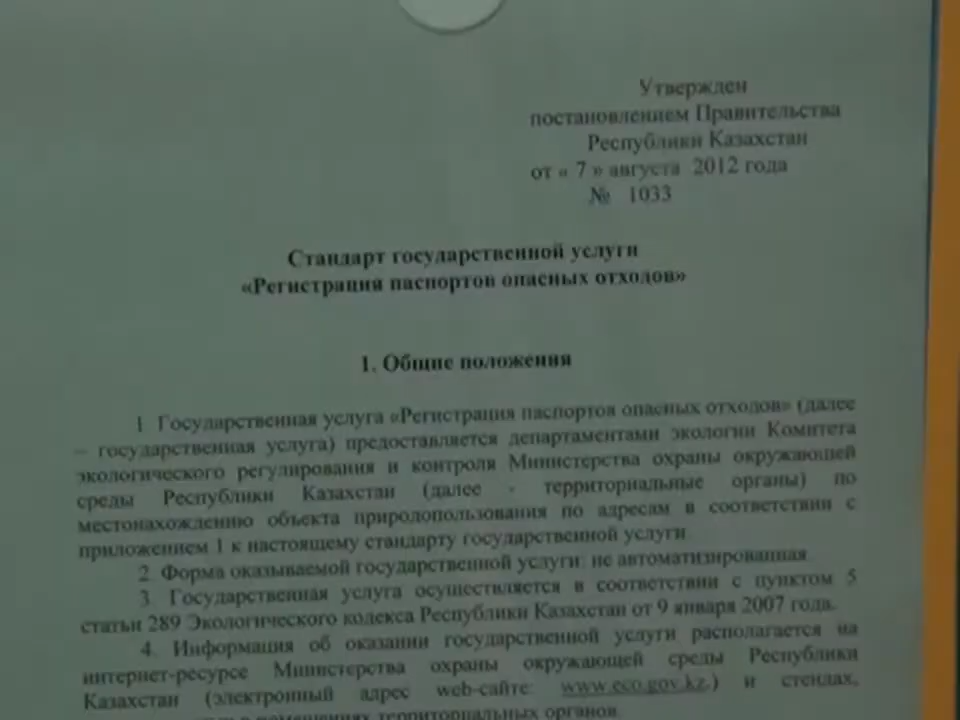 Утвержден
постановлением Правительства
Республики Казахстан
от « 7 » августа 2012 года
№ 1033
Стандарт государственной услуги
«Регистрация паспортов опасных отходов»
1. Общие положения
1 Государственная услуга «Регистрация паспортов опасных отходов» (далее
– государственная услуга) предоставляется департаментами экологии Комитета
экологического регулирования и контроля Министерства охраны окружающей
среды Республики Казахстан (далее - территориальные органы) по
местонахождению объекта природопользования по адресам в соответствии с
приложением 1 к настоящему стандарту государственной услуги.
2. Форма оказываемой государственной услуги: не автоматизированная.
3. Государственная услуга осуществляется в соответствии с пунктом 5
статьи 289 Экологического кодекса Республики Казахстан от 9 января 2007 года.
4. Информация об оказании государственной услуги располагается на
интернет-ресурсе Министерства охраны окружающей среды Республики
Казахстан (электронный адрес web-сайте: www.eco.gov.kz.) и стендах,
в помещениях территориальных органов.